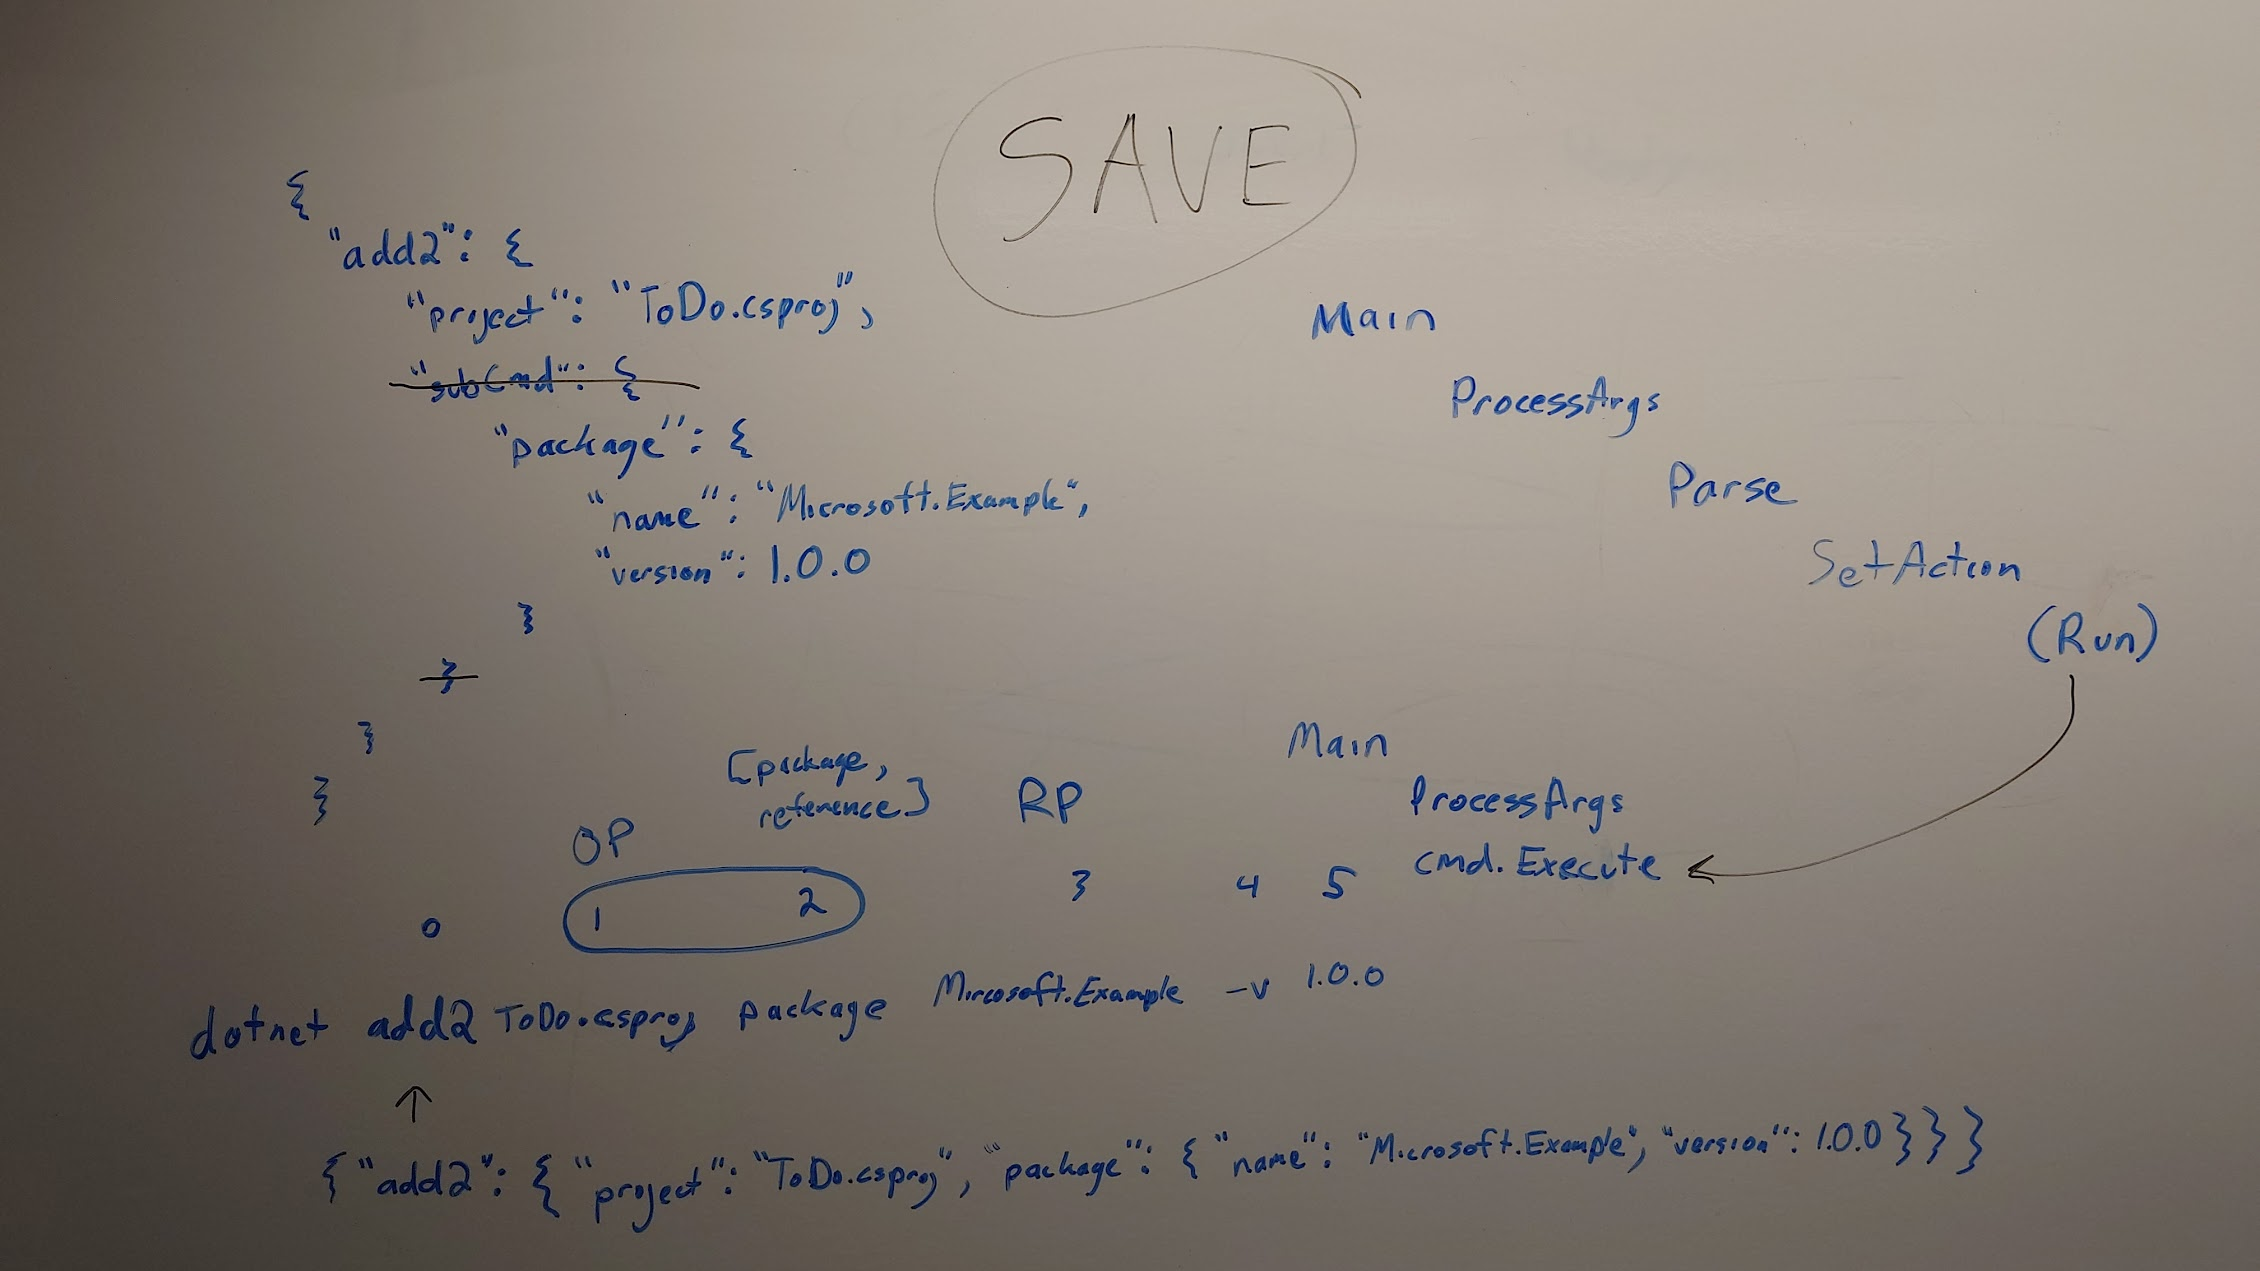 SAVE
{
"add2": {
"project": "ToDo.csproj",
"subCmd": {
"package": {
"name": "Microsoft.Example",
"version": 1.0.0
}
}
}
}
Main
ProcessArgs
Parse
SetAction
(Run)
Main
ProcessArgs
cmd.Execute
[package,
reference]
OP
RP
0 1 2 3 4 5
dotnet add2 ToDo.csproj package Mircosoft.Example -v 1.0.0
{ "add2": { "project": "ToDo.csproj", "package": { "name": "Microsoft.Example", "version": 1.0.0 } } }